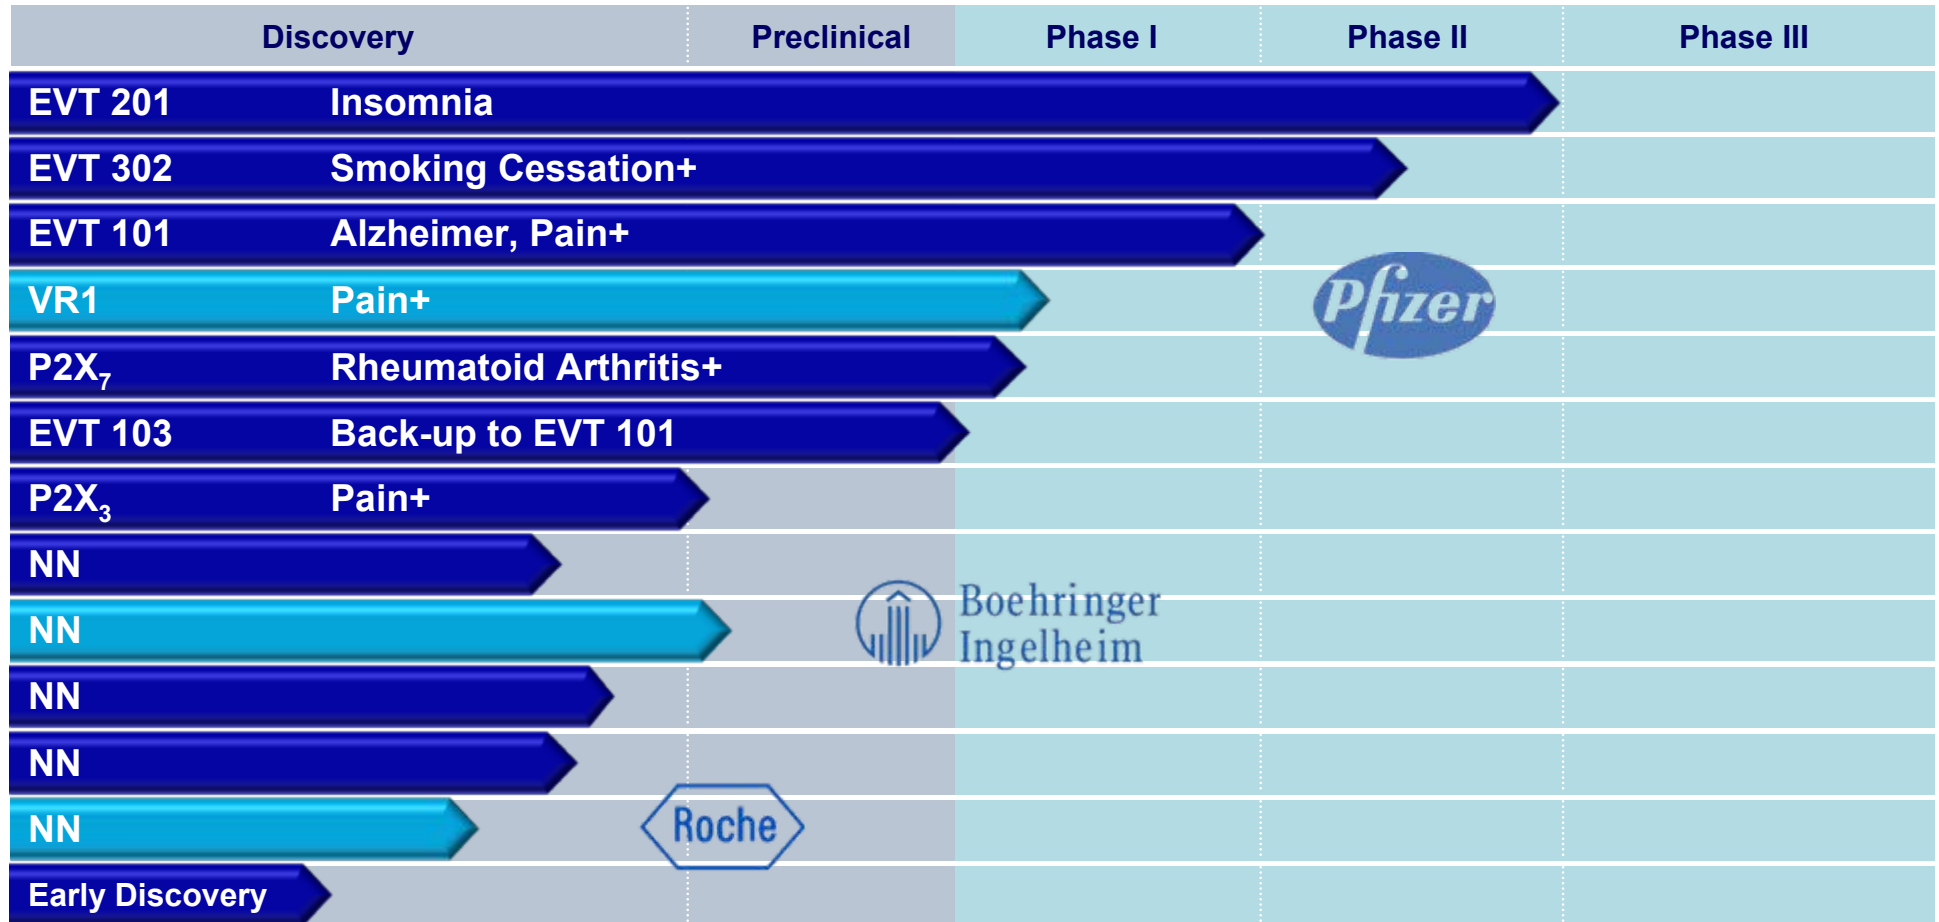 Discovery Preclinical Phase I Phase II Phase III
EVT 201 Insomnia
EVT 302 Smoking Cessation+
EVT 101 Alzheimer, Pain+
VR1 Pain+
Pfizer
P2X₇ Rheumatoid Arthritis+
EVT 103 Back-up to EVT 101
P2X₃ Pain+
NN
NN
Boehringer
Ingelheim
NN
NN
NN
Roche
Early Discovery